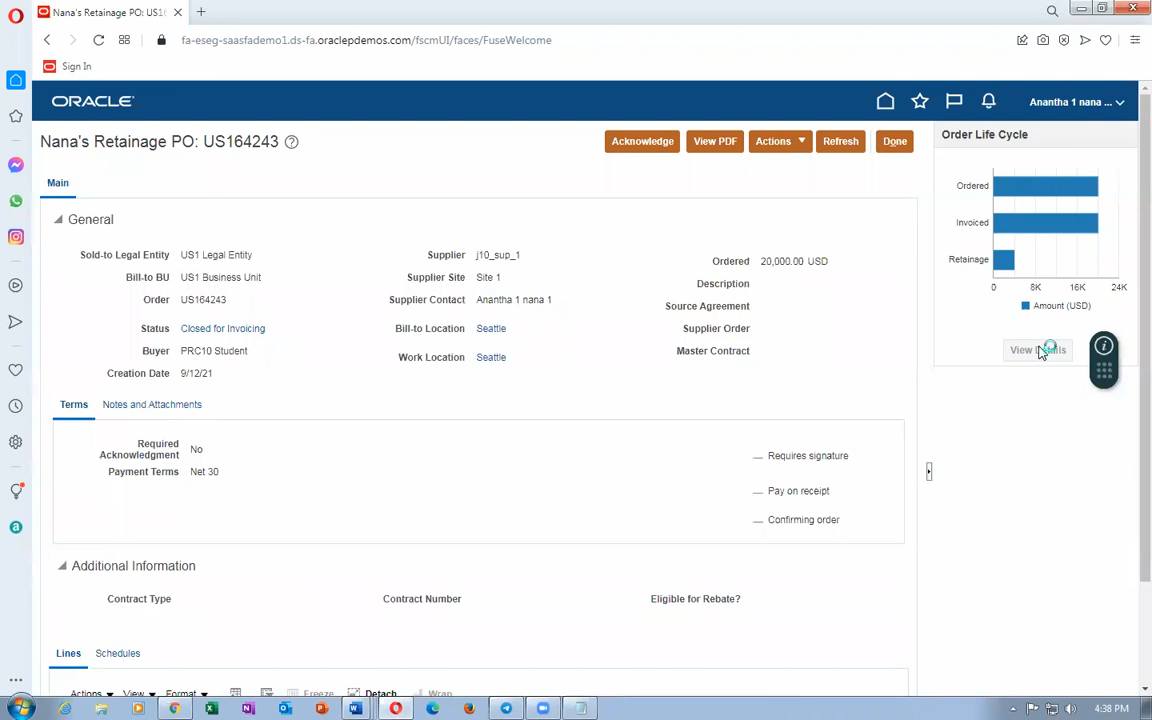 Nana's Retainage PO: US16
fa-eseg-saasfademo1.ds-fa.oraclepdemos.com/fscmUI/faces/FuseWelcome
Sign In
ORACLE
Anantha 1 nana ...
Nana's Retainage PO: US164243
Acknowledge
View PDF
Actions
Refresh
Done
Main
General
Sold-to Legal Entity US1 Legal Entity
Bill-to BU US1 Business Unit
Order US164243
Status Closed for Invoicing
Buyer PRC10 Student
Creation Date 9/12/21
Supplier j10_sup_1
Supplier Site Site 1
Supplier Contact Anantha 1 nana 1
Bill-to Location Seattle
Work Location Seattle
Ordered 20,000.00 USD
Description
Source Agreement
Supplier Order
Master Contract
Terms Notes and Attachments
Required
Acknowledgment No
Payment Terms Net 30
Requires signature
Pay on receipt
Confirming order
Additional Information
Contract Type
Contract Number
Eligible for Rebate?
Lines Schedules
Actions View Format Freeze Detach Wrap
Order Life Cycle
Ordered
Invoiced
Retainage
0 8K 16K 24K
Amount (USD)
View Details
4:38 PM